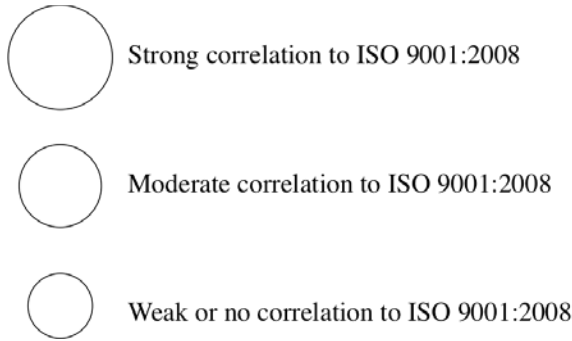 Strong correlation to ISO 9001:2008
Moderate correlation to ISO 9001:2008
Weak or no correlation to ISO 9001:2008